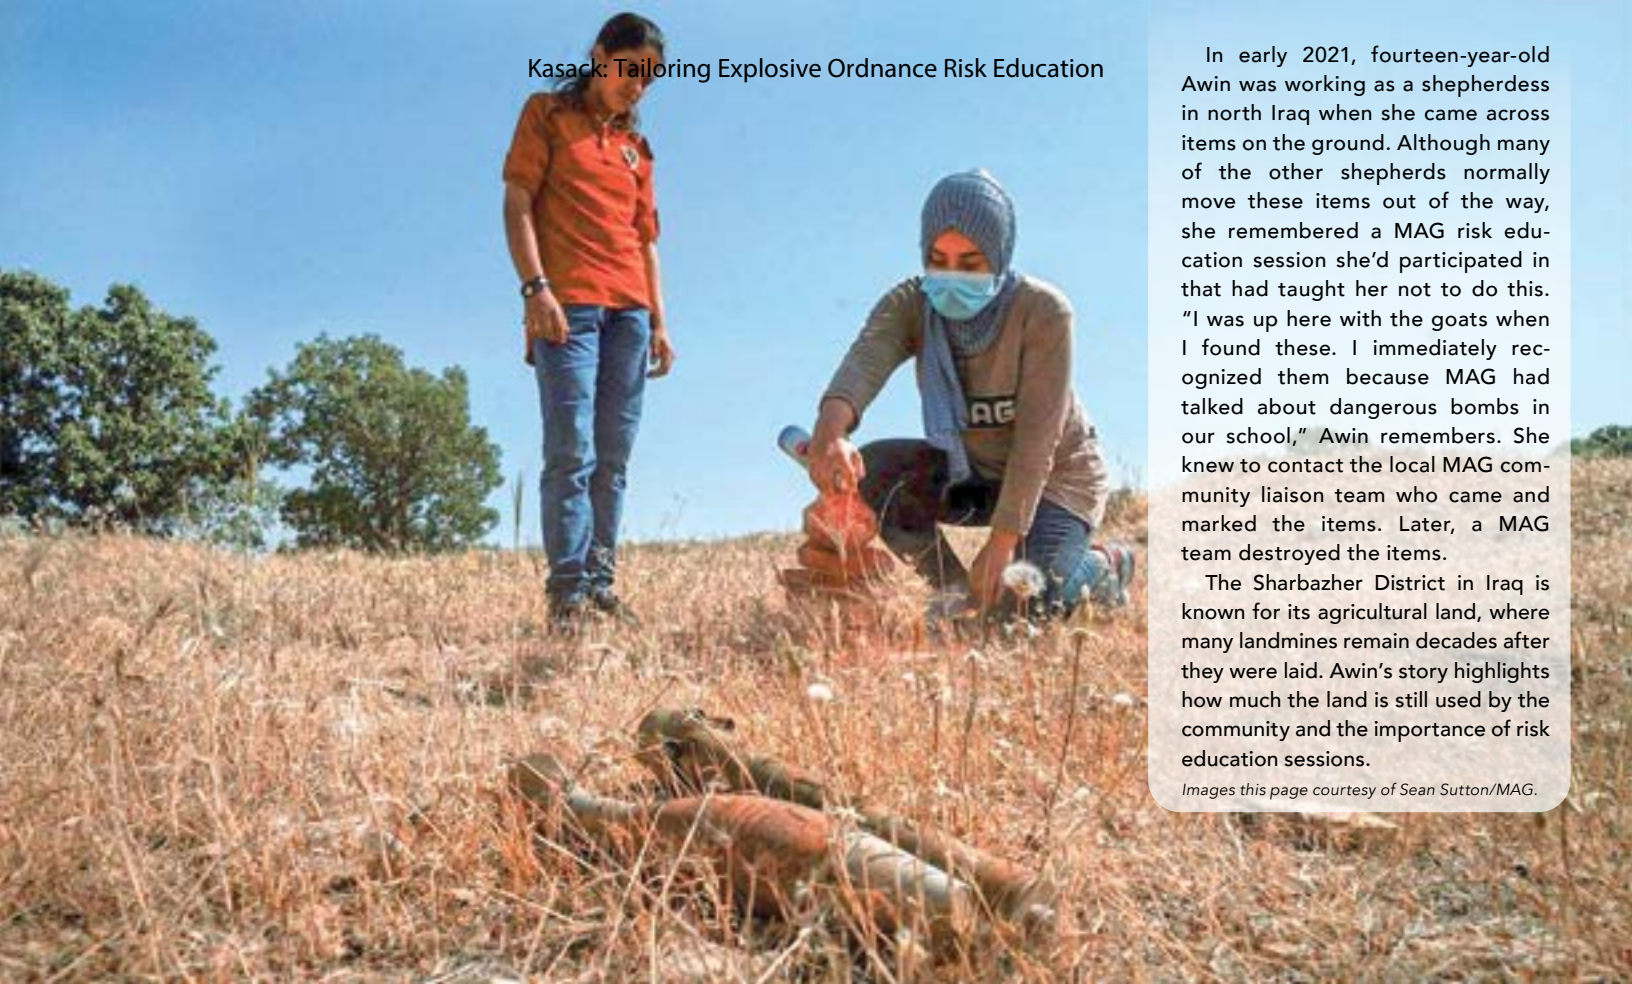 Kasack: Tailoring Explosive Ordnance Risk Education
In early 2021, fourteen-year-old
Awin was working as a shepherdess
in north Iraq when she came across
items on the ground. Although many
of the other shepherds normally
move these items out of the way,
she remembered a MAG risk edu-
cation session she'd participated in
that had taught her not to do this.
“I was up here with the goats when
I found these. I immediately rec-
ognized them because MAG had
talked about dangerous bombs in
our school,” Awin remembers. She
knew to contact the local MAG com-
munity liaison team who came and
marked the items. Later, a MAG
team destroyed the items.
The Sharbazher District in Iraq is
known for its agricultural land, where
many landmines remain decades after
they were laid. Awin’s story highlights
how much the land is still used by the
community and the importance of risk
education sessions.
Images this page courtesy of Sean Sutton/MAG.
AG